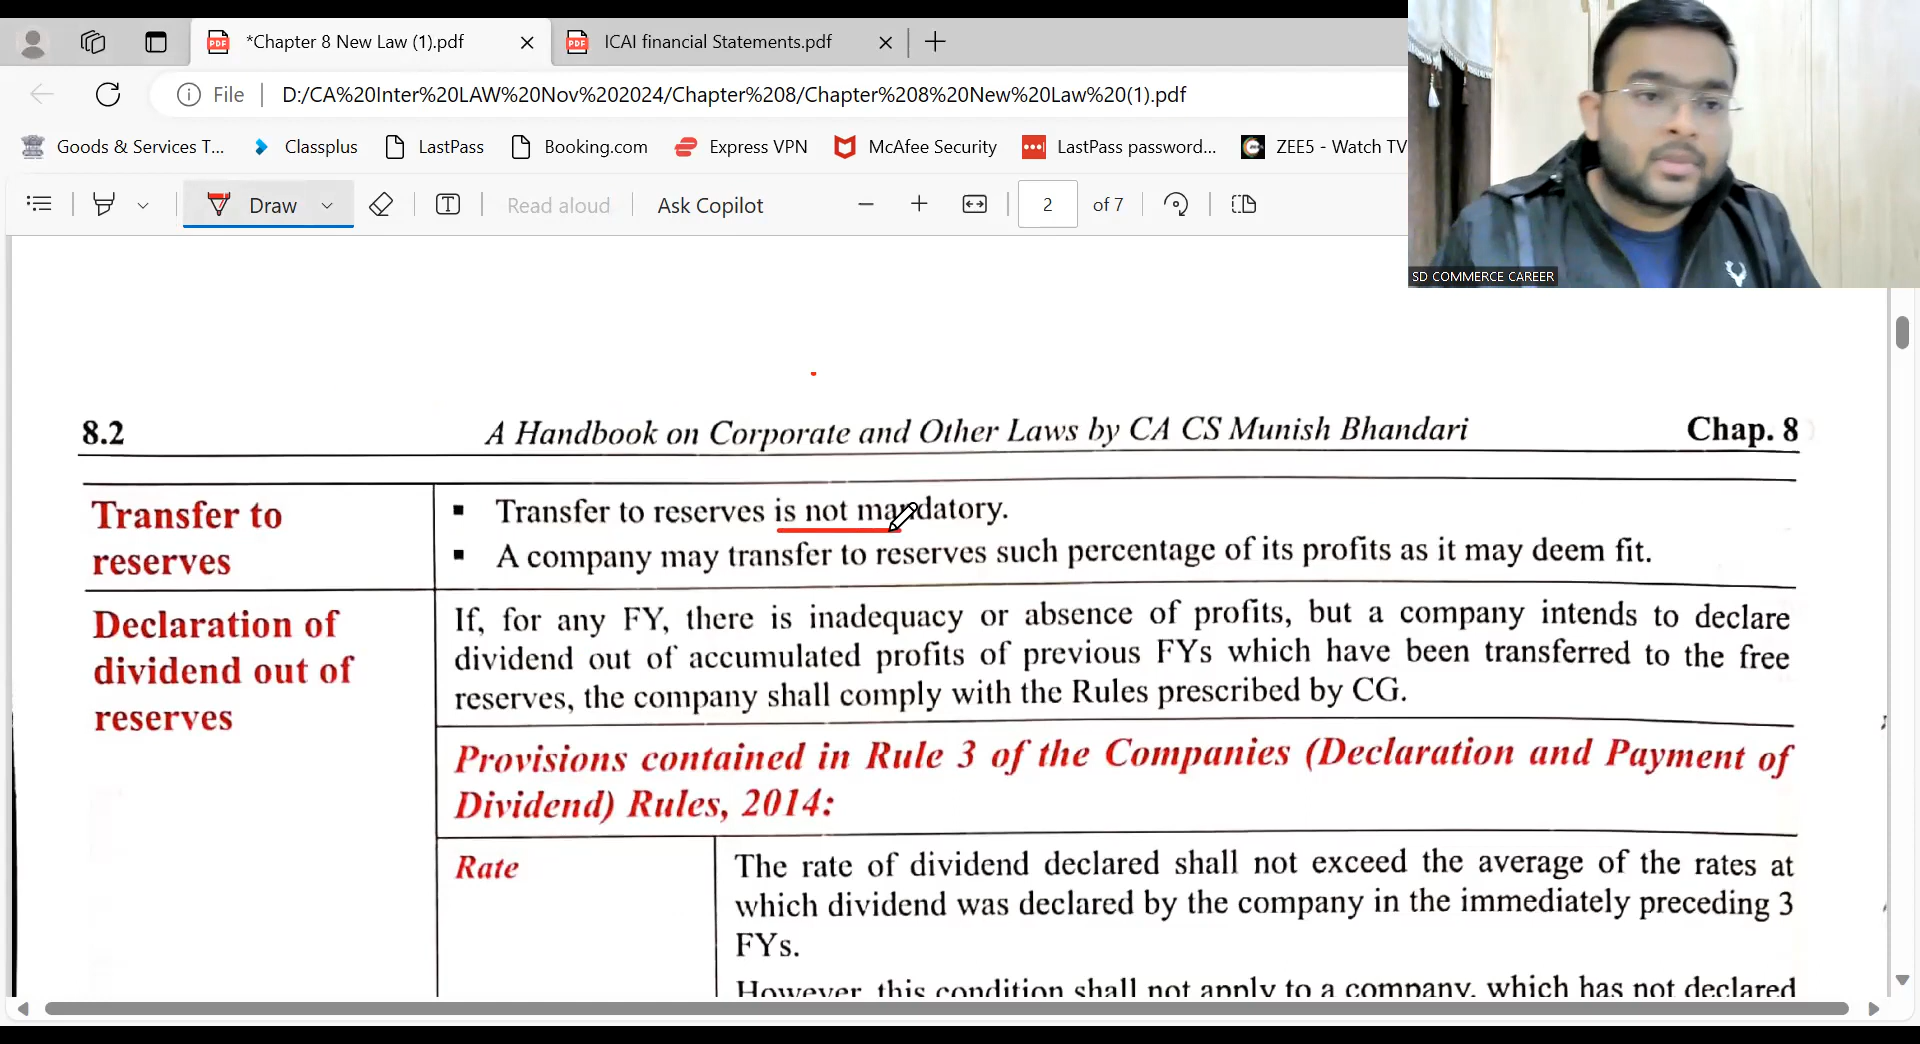 *Chapter 8 New Law (1).pdf
ICAI financial Statements.pdf
File
D:/CA%20Inter%20LAW%20Nov%202024/Chapter%208/Chapter%208%20New%20Law%20(1).pdf
Goods & Services T...
Classplus
LastPass
Booking.com
Express VPN
McAfee Security
LastPass password...
ZEE5 - Watch TV
Draw
Read aloud
Ask Copilot
2
of 7
SD COMMERCE CAREER
8.2
A Handbook on Corporate and Other Laws by CA CS Munish Bhandari
Chap. 8
Transfer to
reserves
▪ Transfer to reserves is not mandatory.
▪ A company may transfer to reserves such percentage of its profits as it may deem fit.
Declaration of
dividend out of
reserves
If, for any FY, there is inadequacy or absence of profits, but a company intends to declare
dividend out of accumulated profits of previous FYs which have been transferred to the free
reserves, the company shall comply with the Rules prescribed by CG.
Provisions contained in Rule 3 of the Companies (Declaration and Payment of
Dividend) Rules, 2014:
Rate
The rate of dividend declared shall not exceed the average of the rates at
which dividend was declared by the company in the immediately preceding 3
FYs.
However, this condition shall not apply to a company, which has not declared